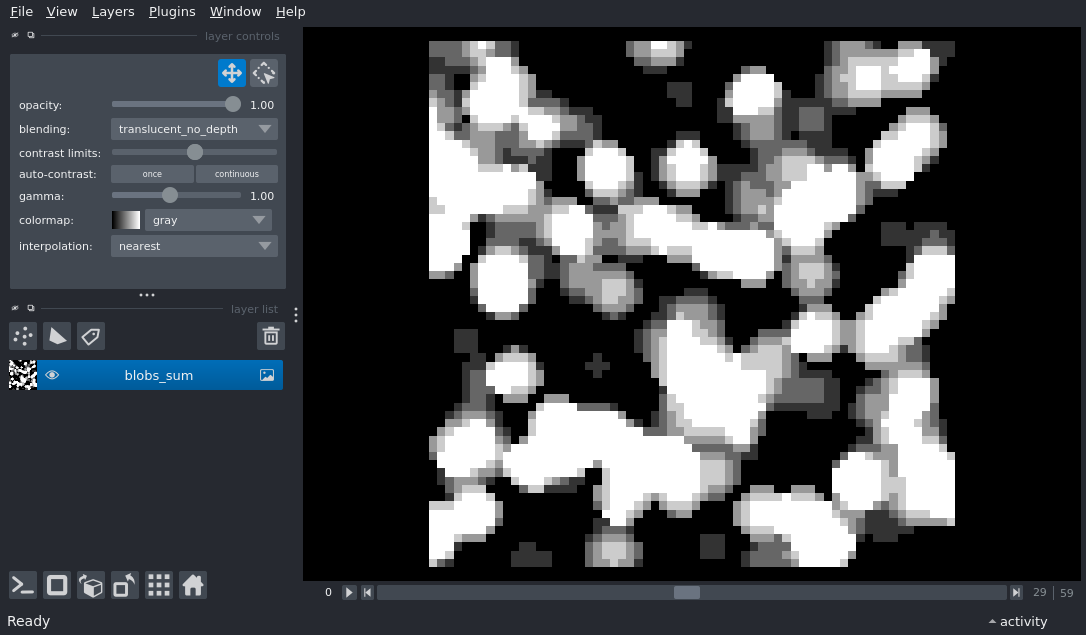 File View Layers Plugins Window Help
layer controls
opacity: 1.00
blending: translucent_no_depth
contrast limits:
auto-contrast: once continuous
gamma: 1.00
colormap: gray
interpolation: nearest
layer list
blobs_sum
0 29 59
Ready activity